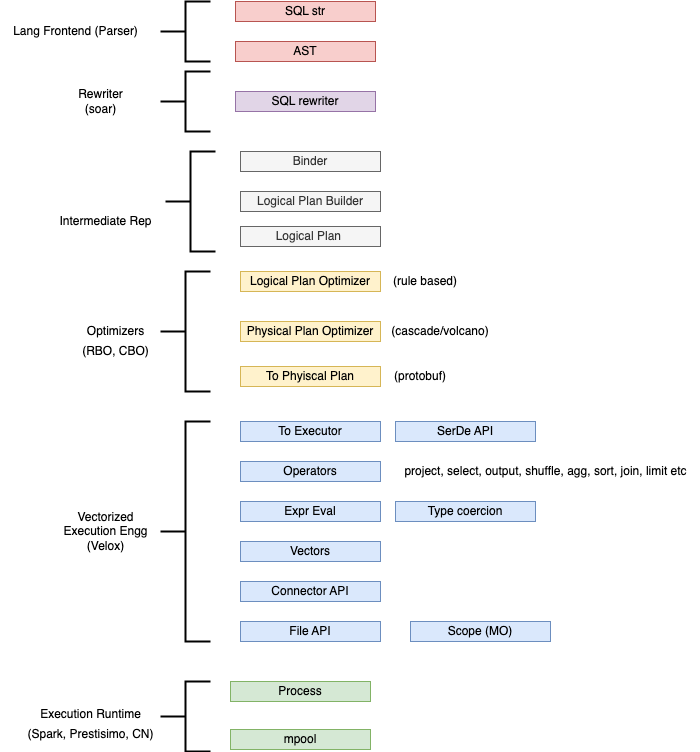 SQL str
Lang Frontend (Parser)
AST
Rewriter
(soar)
SQL rewriter
Binder
Logical Plan Builder
Intermediate Rep
Logical Plan
Logical Plan Optimizer (rule based)
Optimizers
(RBO, CBO)
Physical Plan Optimizer (cascade/volcano)
To Phyiscal Plan (protobuf)
To Executor SerDe API
Operators project, select, output, shuffle, agg, sort, join, limit etc
Vectorized
Execution Engg
(Velox)
Expr Eval Type coercion
Vectors
Connector API
File API Scope (MO)
Process
Execution Runtime
(Spark, Prestisimo, CN)
mpool